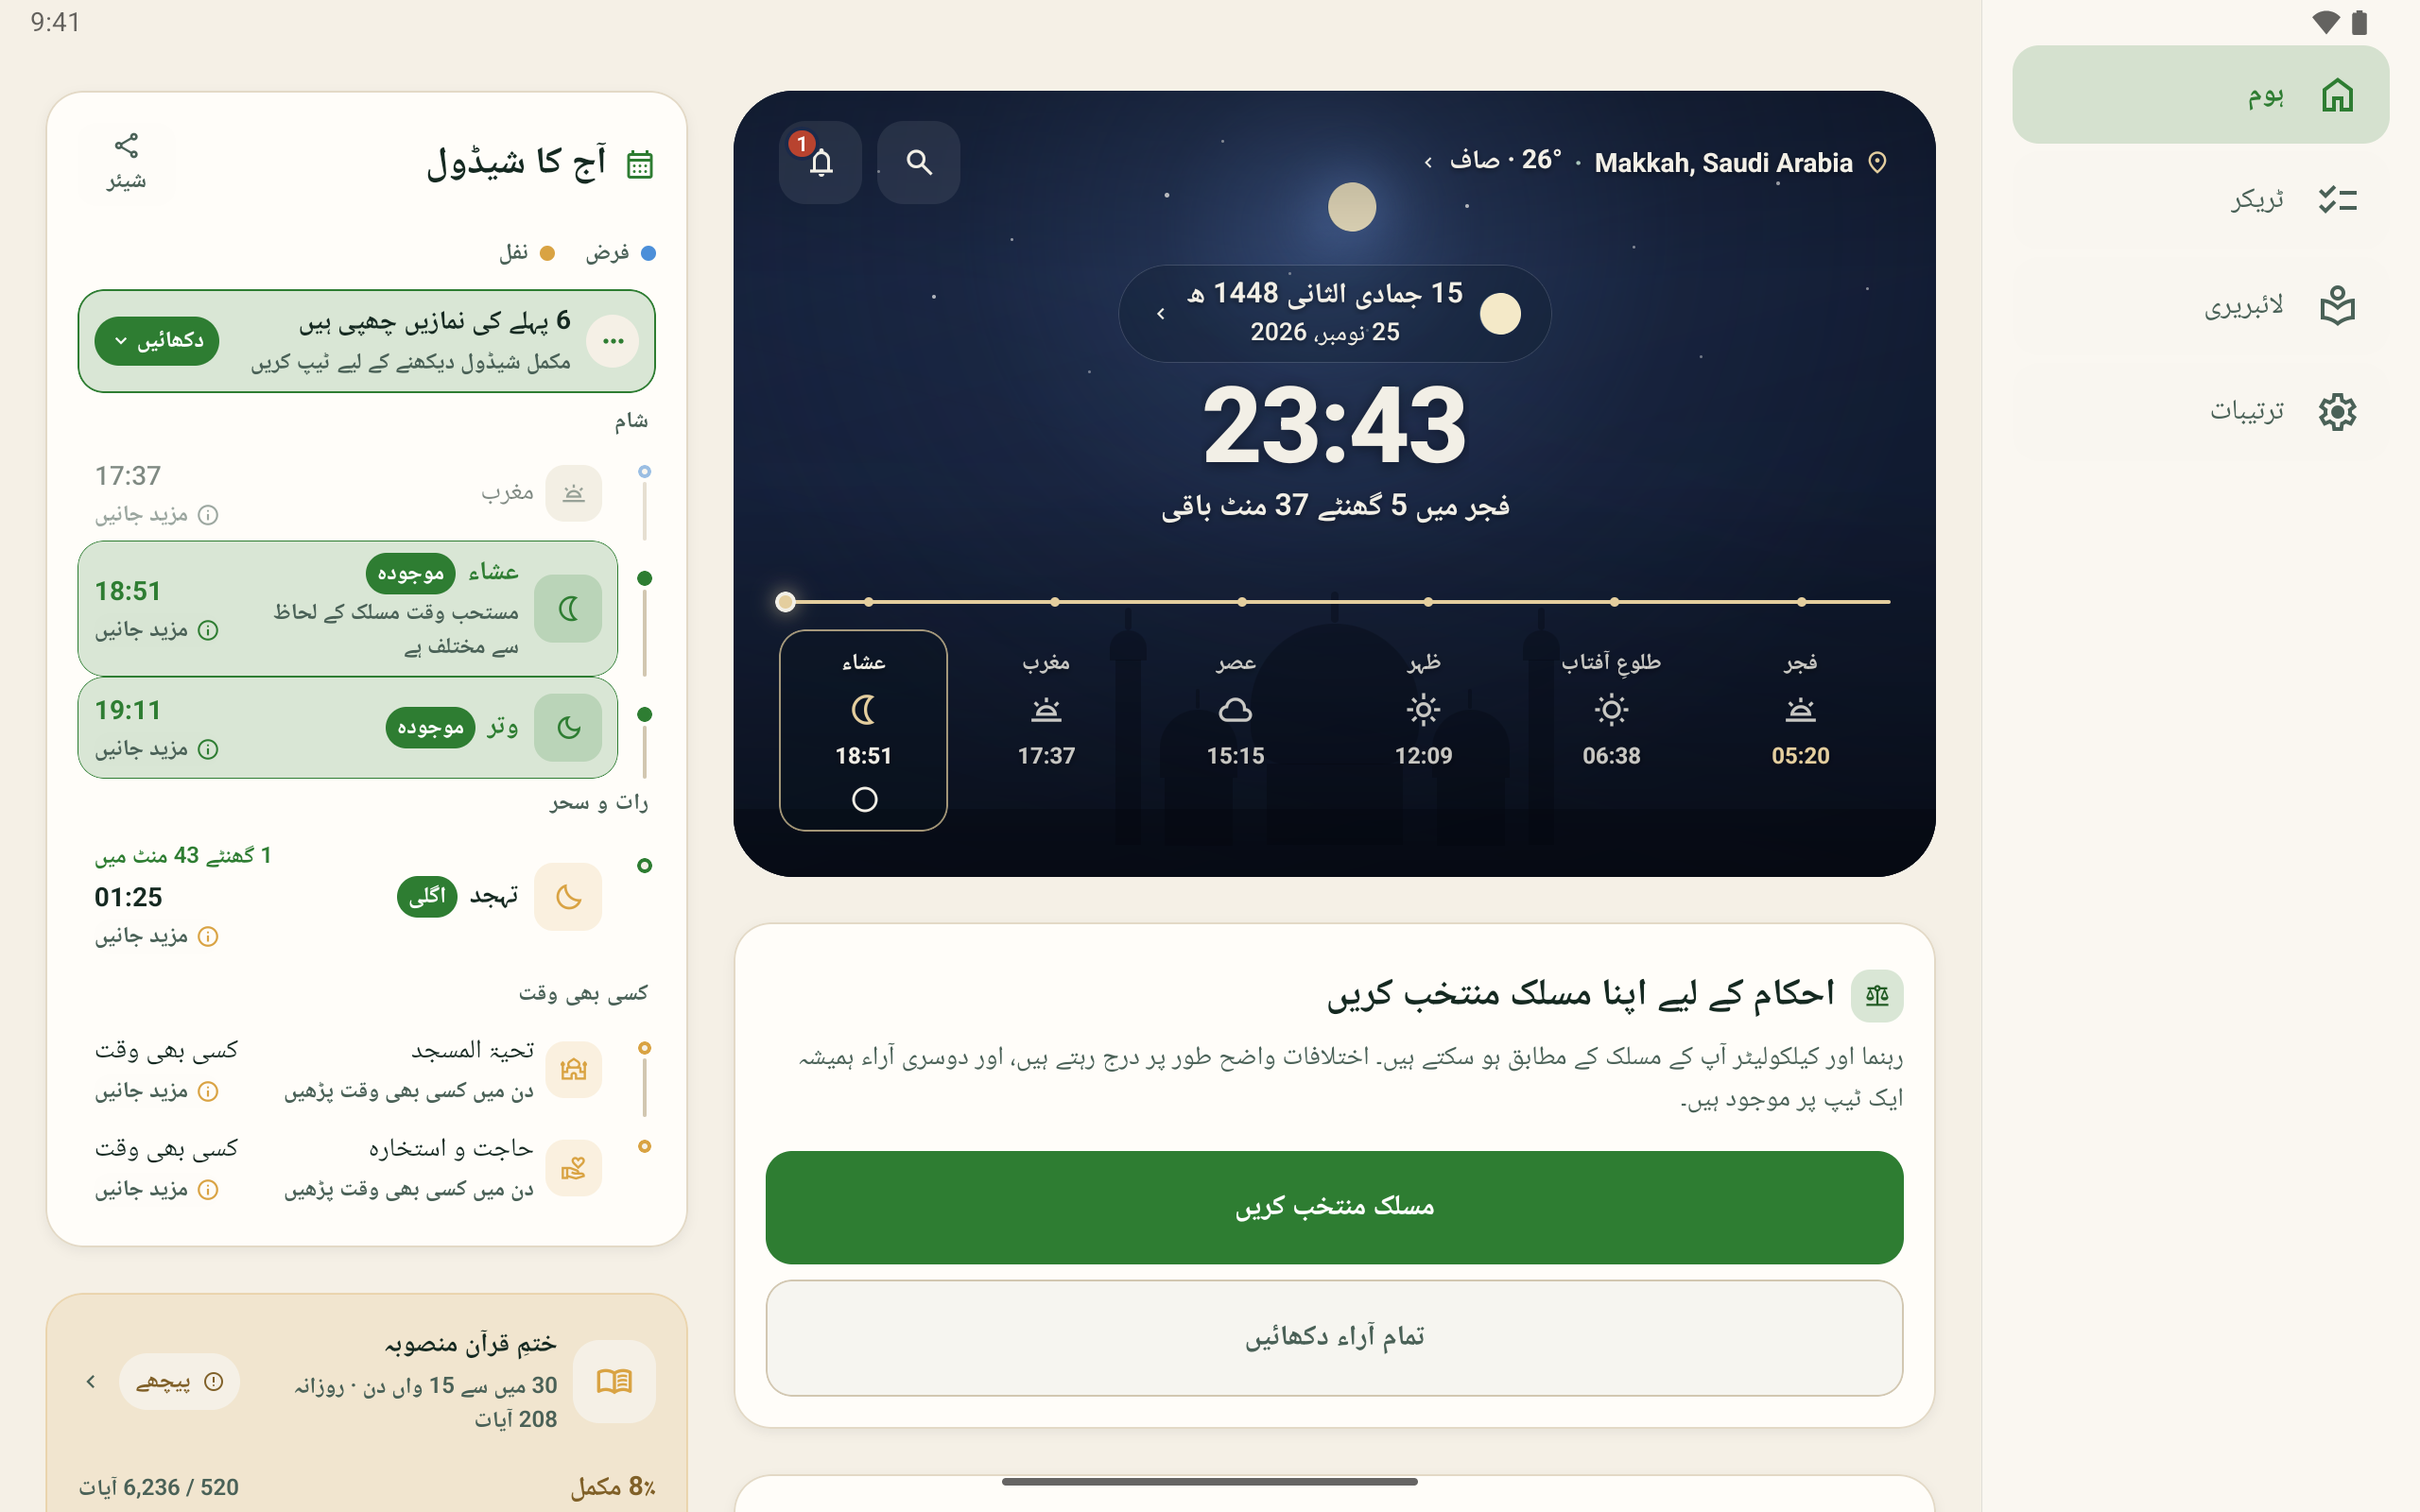 9:41
ہوم
ٹریکر
لائبریری
ترتیبات
Makkah, Saudi Arabia · 26° · صاف
1
15 جمادی الثانی 1448 ھ
25 نومبر، 2026
23:43
فجر میں 5 گھنٹے 37 منٹ باقی
فجر
05:20
طلوعِ آفتاب
06:38
ظہر
12:09
عصر
15:15
مغرب
17:37
عشاء
18:51
احکام کے لیے اپنا مسلک منتخب کریں
رہنما اور کیلکولیٹر آپ کے مسلک کے مطابق ہو سکتے ہیں۔ اختلافات واضح طور پر درج رہتے ہیں، اور دوسری آراء ہمیشہ
ایک ٹیپ پر موجود ہیں۔
مسلک منتخب کریں
تمام آراء دکھائیں
آج کا شیڈول
شیئر
فرض
نفل
6 پہلے کی نمازیں چھپی ہیں
مکمل شیڈول دیکھنے کے لیے ٹیپ کریں
دکھائیں
شام
مغرب
17:37
مزید جانیں
عشاء موجودہ
مستحب وقت مسلک کے لحاظ
سے مختلف ہے
18:51
مزید جانیں
وتر موجودہ
19:11
مزید جانیں
رات و سحر
تہجد اگلی
1 گھنٹے 43 منٹ میں
01:25
مزید جانیں
کسی بھی وقت
تحیۃ المسجد
دن میں کسی بھی وقت پڑھیں
کسی بھی وقت
مزید جانیں
حاجت و استخارہ
دن میں کسی بھی وقت پڑھیں
کسی بھی وقت
مزید جانیں
ختمِ قرآن منصوبہ
30 میں سے 15 واں دن · روزانہ
208 آیات
پیچھے
8٪ مکمل
520 / 6,236 آیات